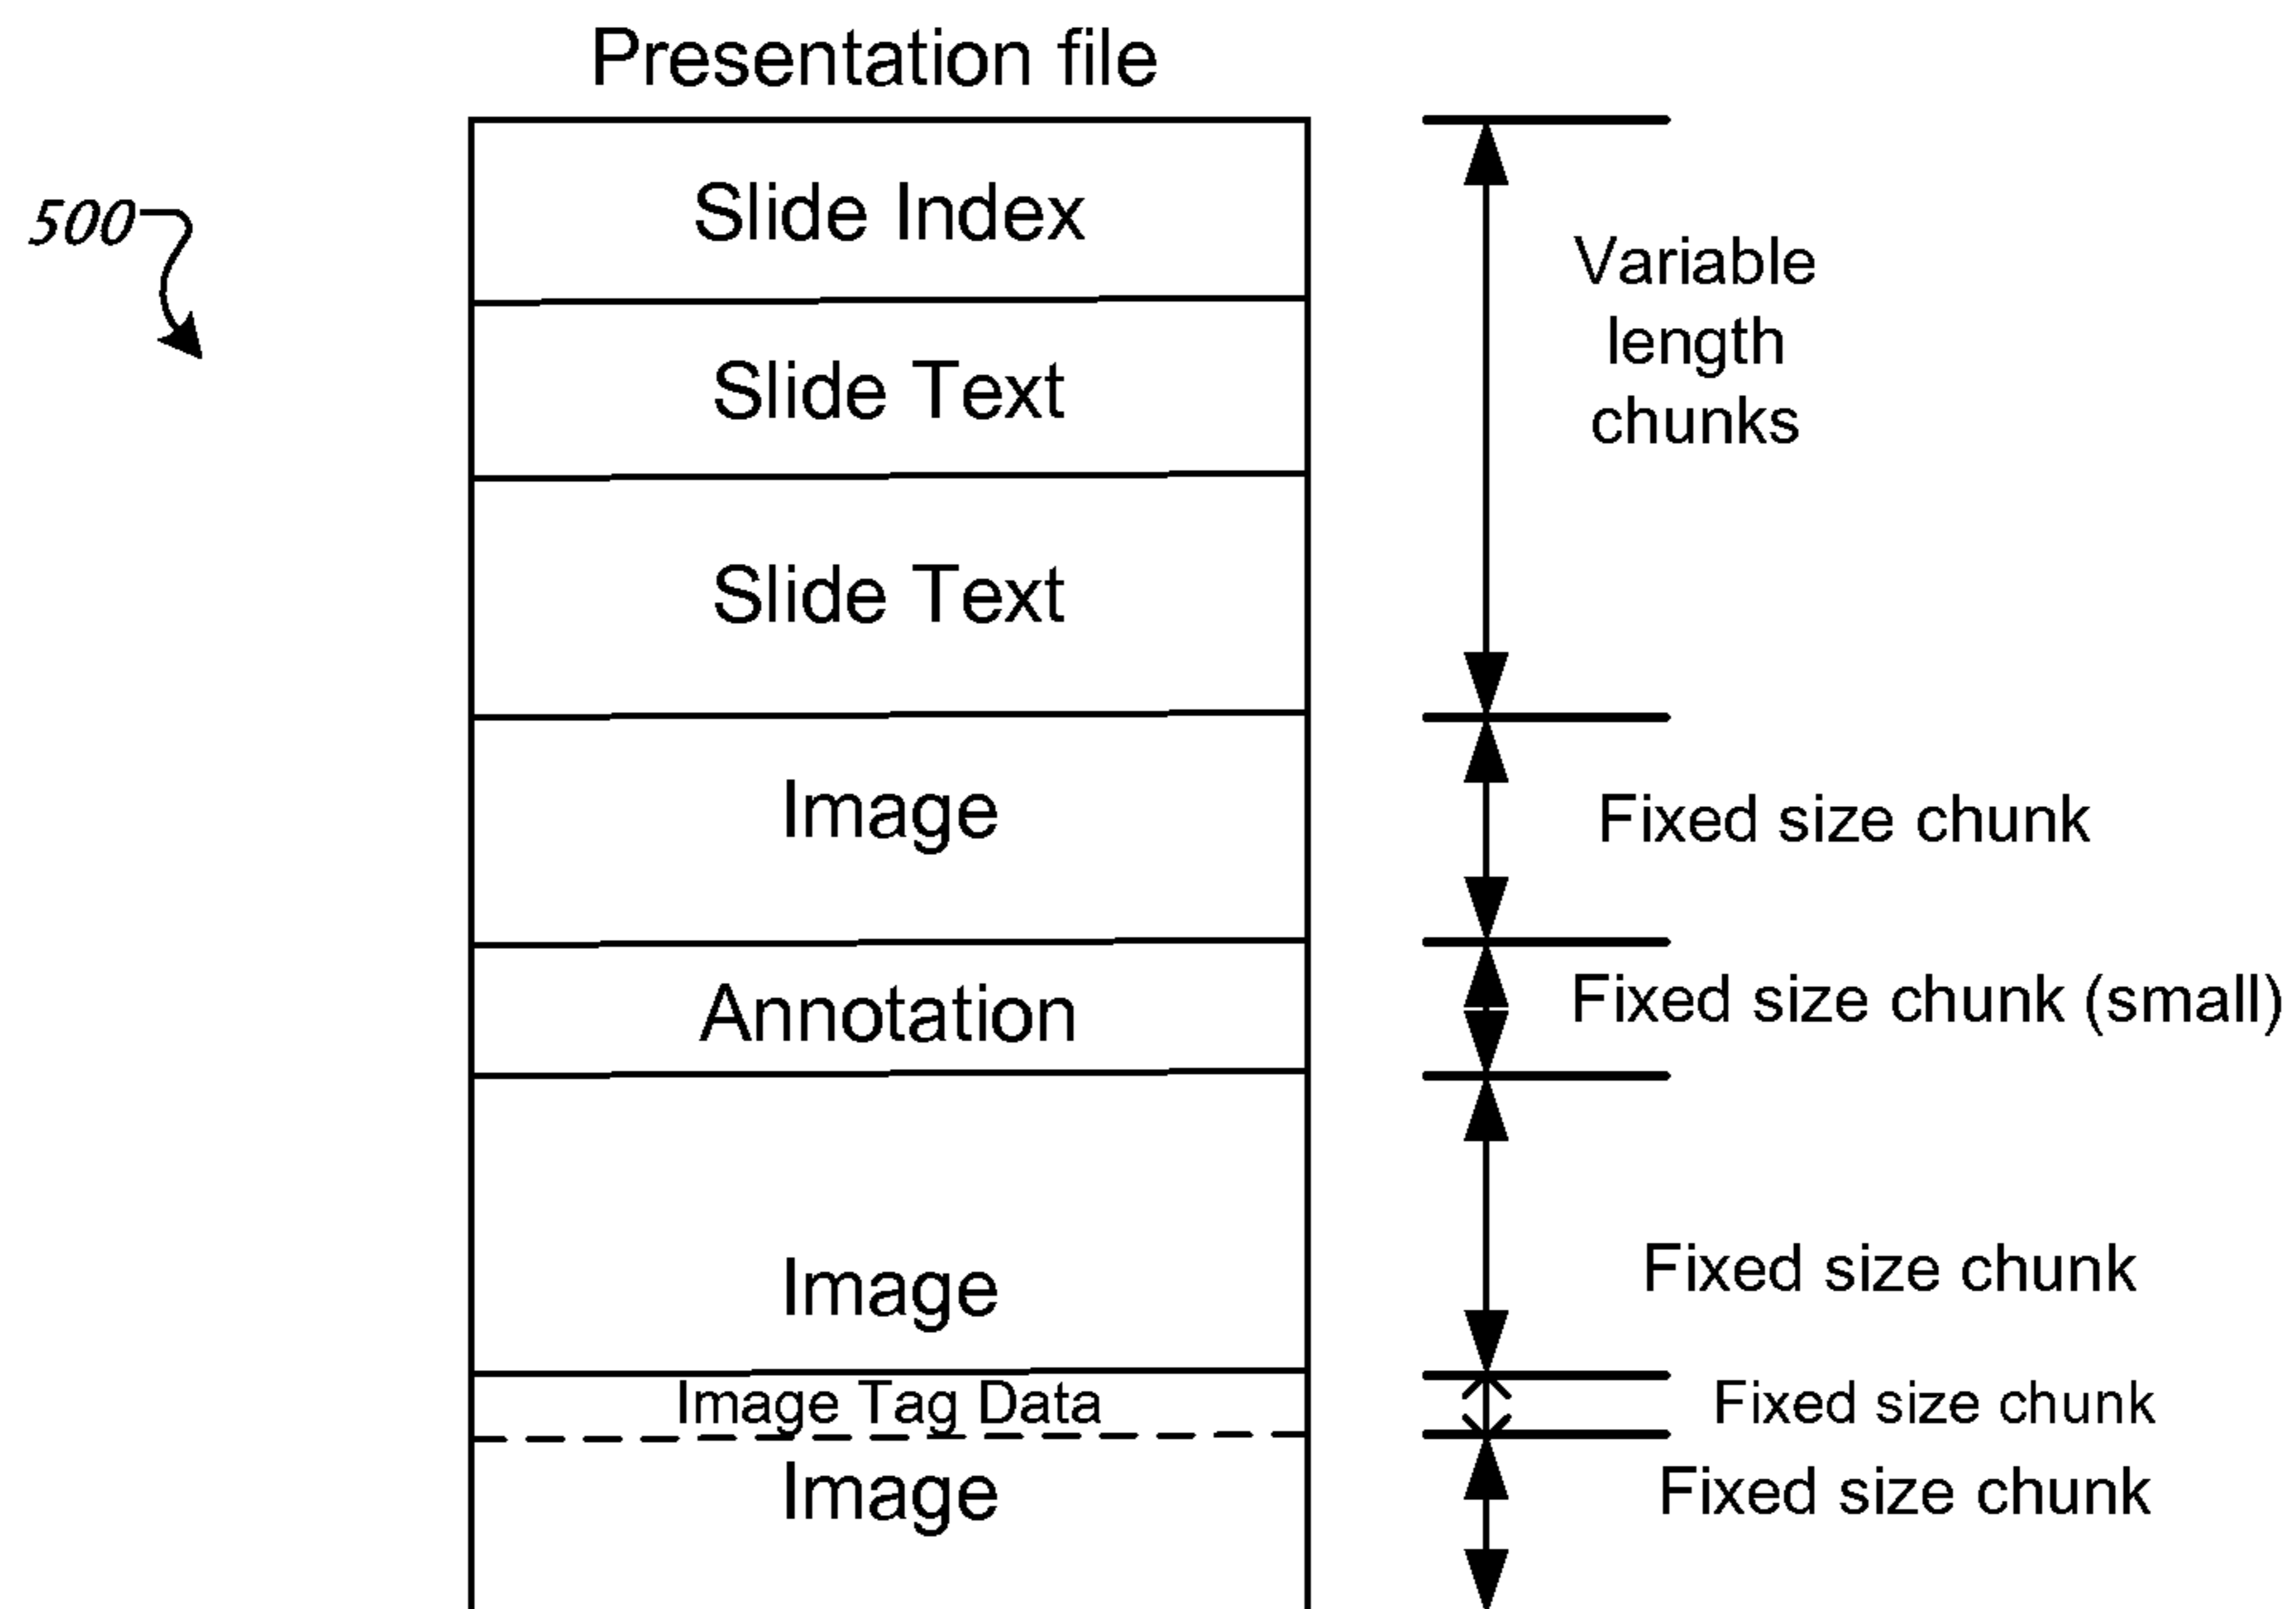 Presentation file
500
Slide Index
Slide Text
Slide Text
Image
Annotation
Image
Image Tag Data
Image
Variable
length
chunks
Fixed size chunk
Fixed size chunk (small)
Fixed size chunk
Fixed size chunk
Fixed size chunk